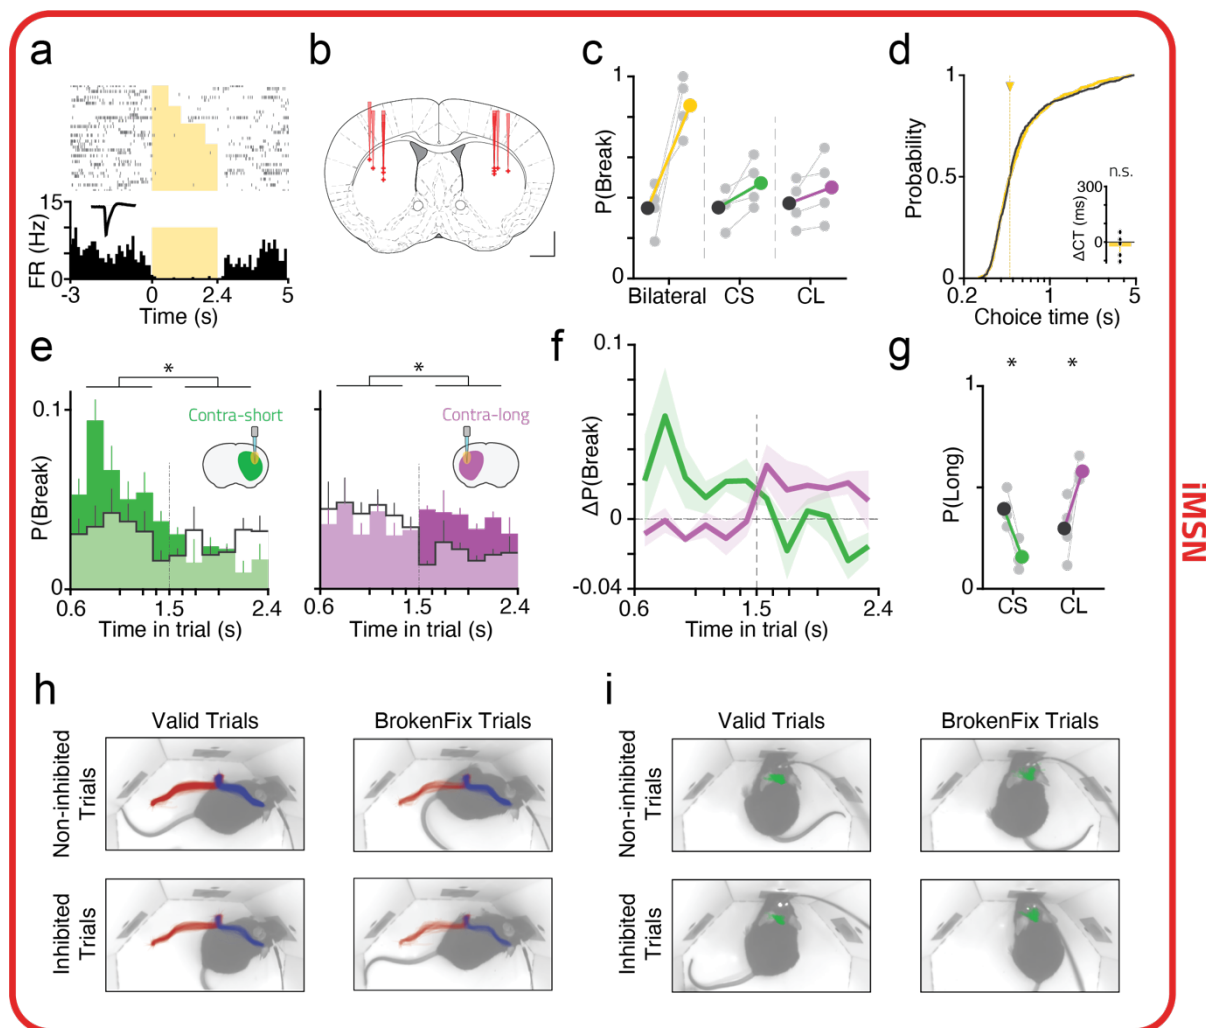 a
15
FR (Hz)
0
-3
0
2.4
5
Time (s)
b
c
1
P(Break)
0
Bilateral
CS
CL
d
1
Probability
0.5
n.s.
300
ΔCT (ms)
0
0.2
1
5
Choice time (s)
e
*
*
0.1
P(Break)
0
Contra-short
Contra-long
0.6
1.5
2.4
0.6
1.5
2.4
Time in trial (s)
Time in trial (s)
f
0.1
ΔP(Break)
0
-0.04
0.6
1.5
2.4
Time in trial (s)
g
*
*
1
P(Long)
0
CS
CL
iMSN
h
Valid Trials
BrokenFix Trials
Non-inhibited
Trials
Inhibited
Trials
i
Valid Trials
BrokenFix Trials
Non-inhibited
Trials
Inhibited
Trials